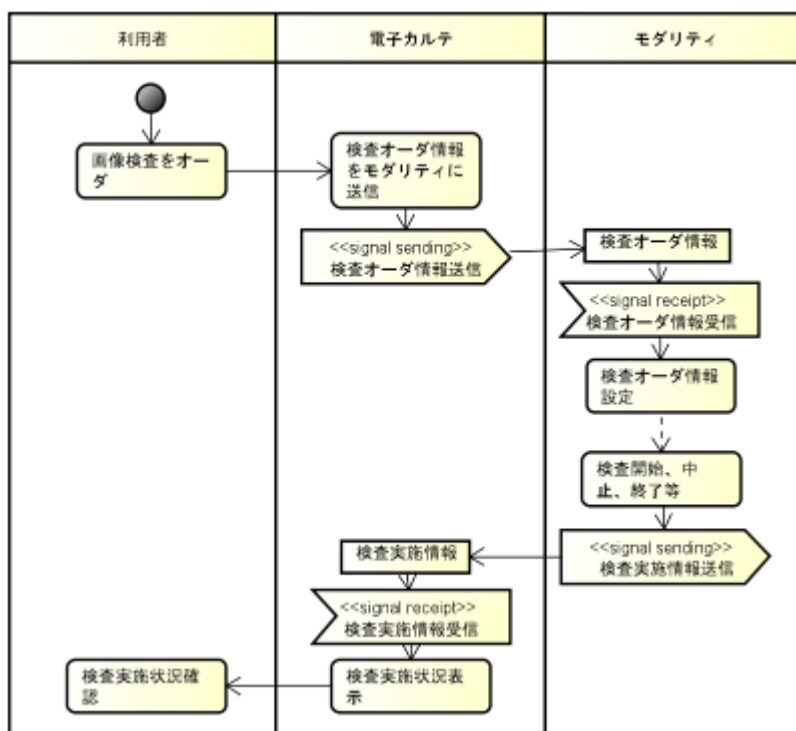 利用者
電子カルテ
モダリティ
画像検査をオー
ダ
検査オーダ情報
をモダリティに
送信
<<signal sending>>
検査オーダ情報送信
検査オーダ情報
<<signal receipt>>
検査オーダ情報受信
検査オーダ情報
設定
検査開始、中
止、終了等
<<signal sending>>
検査実施情報送信
検査実施情報
<<signal receipt>>
検査実施情報受信
検査実施状況表
示
検査実施状況確
認